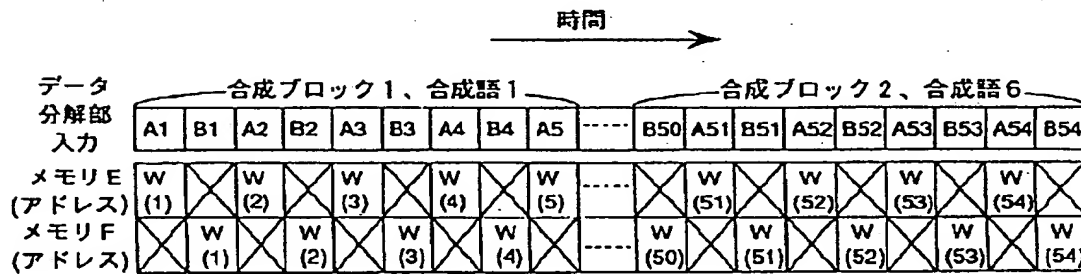 時間
合成ブロック1、合成語1 合成ブロック2、合成語6
データ分解部入力 A1 B1 A2 B2 A3 B3 A4 B4 A5 ------ B50 A51 B51 A52 B52 A53 B53 A54 B54
メモリE W W W W W ------ W W W W
(アドレス) (1) (2) (3) (4) (5) (51) (52) (53) (54)
メモリF W W W W ------ W W W W W
(アドレス) (1) (2) (3) (4) (50) (51) (52) (53) (54)